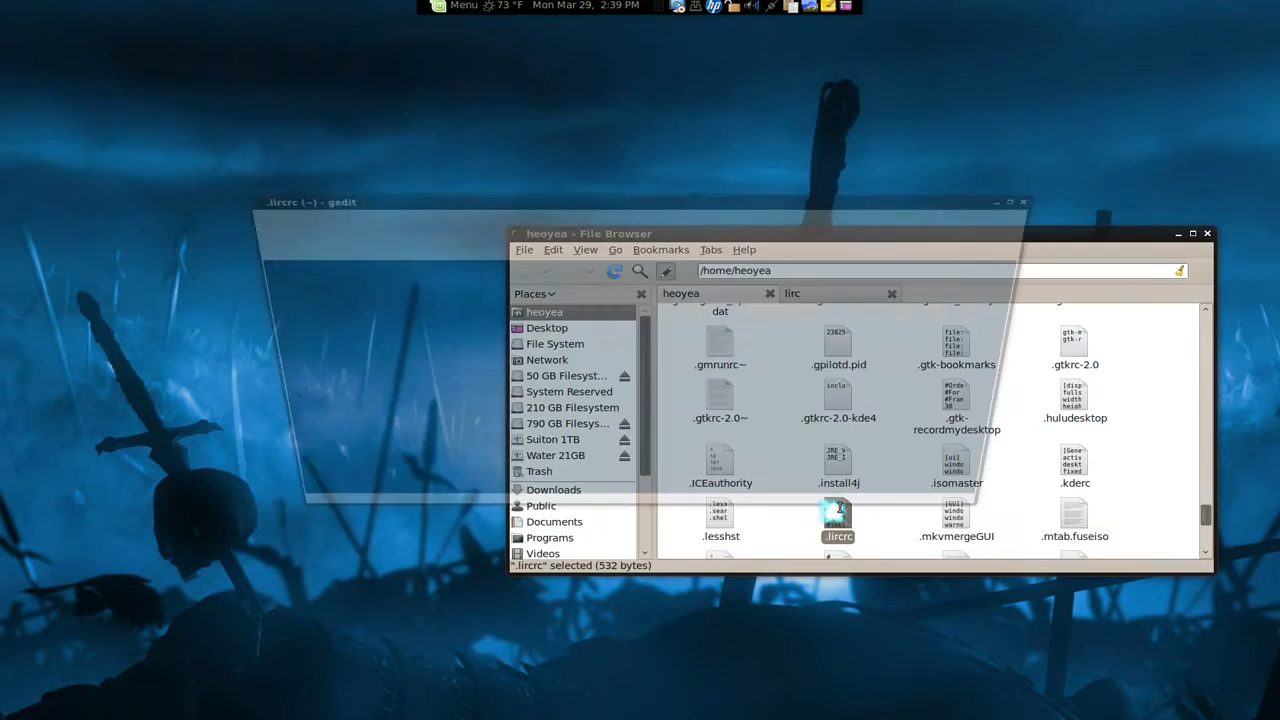 Menu 73 °F Mon Mar 29, 2:39 PM
.lircrc (~) - gedit
heoyea - File Browser
File Edit View Go Bookmarks Tabs Help
/home/heoyea
Places
heoyea lirc
heoyea
Desktop
File System
Network
50 GB Filesyst...
System Reserved
210 GB Filesystem
790 GB Filesys...
Suiton 1TB
Water 21GB
Trash
Downloads
Public
Documents
Programs
Videos
dat
.gmrunrc~ .gpilotd.pid .gtk-bookmarks .gtkrc-2.0
.gtkrc-2.0~ .gtkrc-2.0-kde4 .gtk-recordmydesktop .huludesktop
.ICEauthority .install4j .isomaster .kderc
.lesshst .lircrc .mkvmergeGUI .mtab.fuseiso
".lircrc" selected (532 bytes)